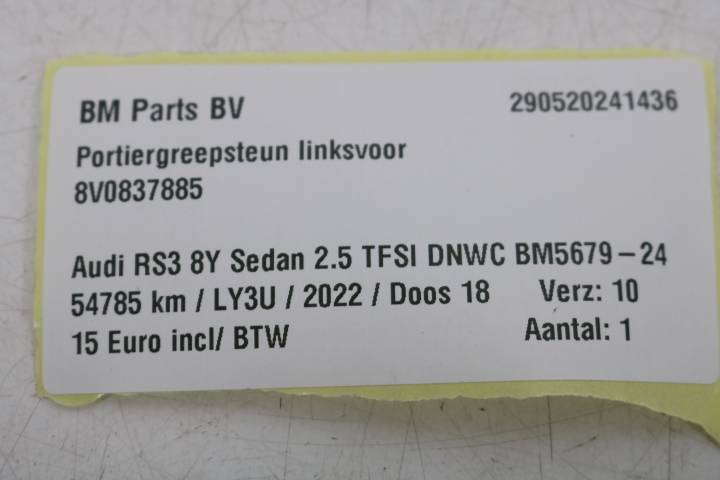 BM Parts BV 290520241436
Portiergreepsteun linksvoor
8V0837885
Audi RS3 8Y Sedan 2.5 TFSI DNWC BM5679-24
54785 km / LY3U / 2022 / Doos 18 Verz: 10
15 Euro incl/ BTW Aantal: 1